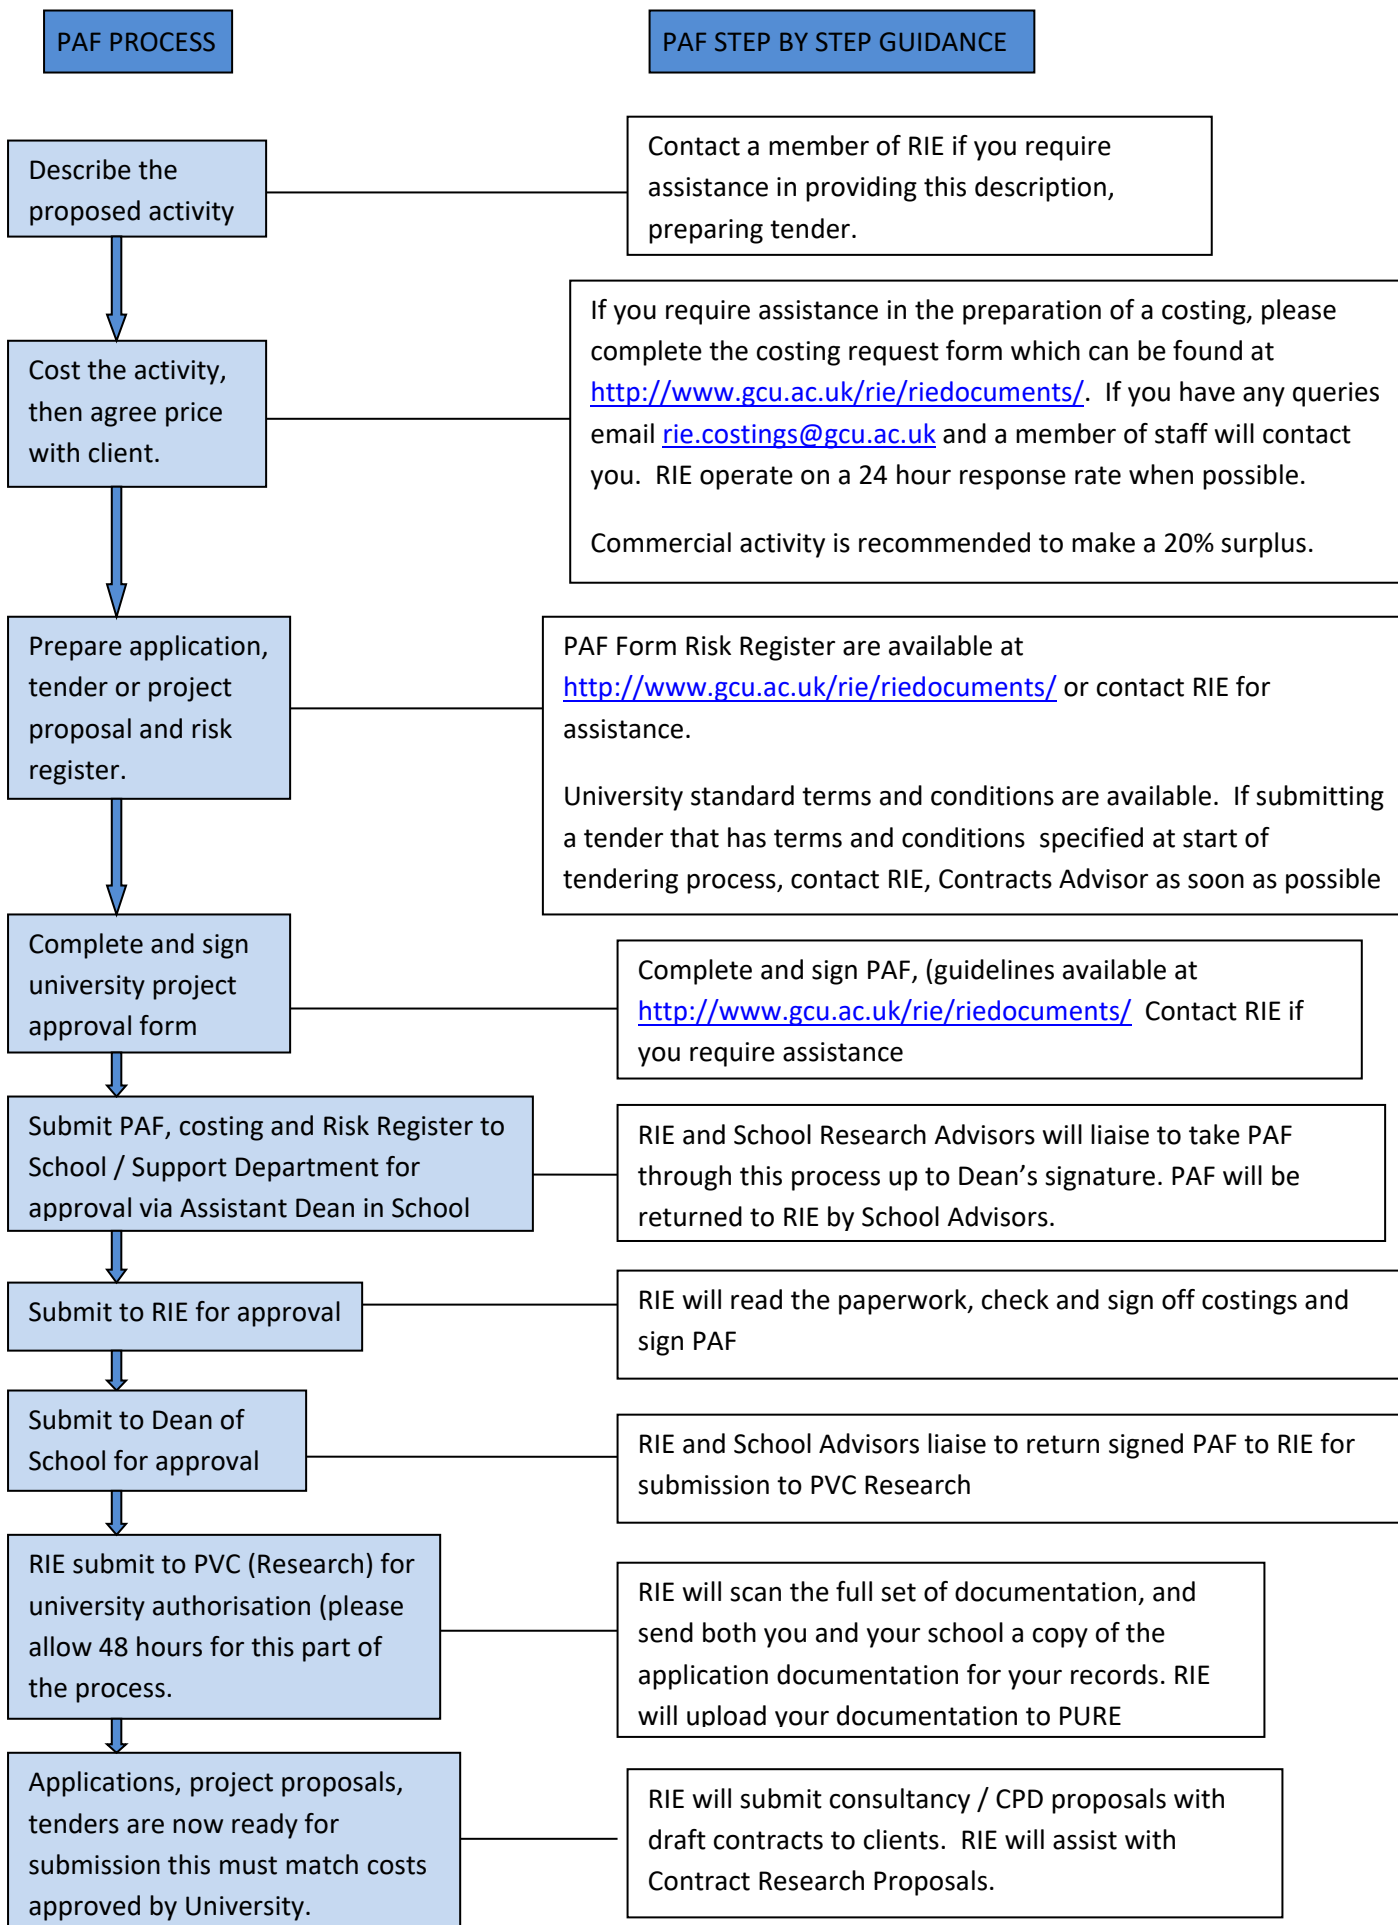 PAF PROCESS
PAF STEP BY STEP GUIDANCE
Describe the
proposed activity
Contact a member of RIE if you require
assistance in providing this description,
preparing tender.
Cost the activity,
then agree price
with client.
If you require assistance in the preparation of a costing, please
complete the costing request form which can be found at
http://www.gcu.ac.uk/rie/riedocuments/.  If you have any queries
email rie.costings@gcu.ac.uk and a member of staff will contact
you.  RIE operate on a 24 hour response rate when possible.
Commercial activity is recommended to make a 20% surplus.
Prepare application,
tender or project
proposal and risk
register.
PAF Form Risk Register are available at
http://www.gcu.ac.uk/rie/riedocuments/ or contact RIE for
assistance.
University standard terms and conditions are available.  If submitting
a tender that has terms and conditions  specified at start of
tendering process, contact RIE, Contracts Advisor as soon as possible
Complete and sign
university project
approval form
Complete and sign PAF, (guidelines available at
http://www.gcu.ac.uk/rie/riedocuments/  Contact RIE if
you require assistance
Submit PAF, costing and Risk Register to
School / Support Department for
approval via Assistant Dean in School
RIE and School Research Advisors will liaise to take PAF
through this process up to Dean’s signature. PAF will be
returned to RIE by School Advisors.
Submit to RIE for approval
RIE will read the paperwork, check and sign off costings and
sign PAF
Submit to Dean of
School for approval
RIE and School Advisors liaise to return signed PAF to RIE for
submission to PVC Research
RIE submit to PVC (Research) for
university authorisation (please
allow 48 hours for this part of
the process.
RIE will scan the full set of documentation, and
send both you and your school a copy of the
application documentation for your records. RIE
will upload your documentation to PURE
Applications, project proposals,
tenders are now ready for
submission this must match costs
approved by University.
RIE will submit consultancy / CPD proposals with
draft contracts to clients.  RIE will assist with
Contract Research Proposals.